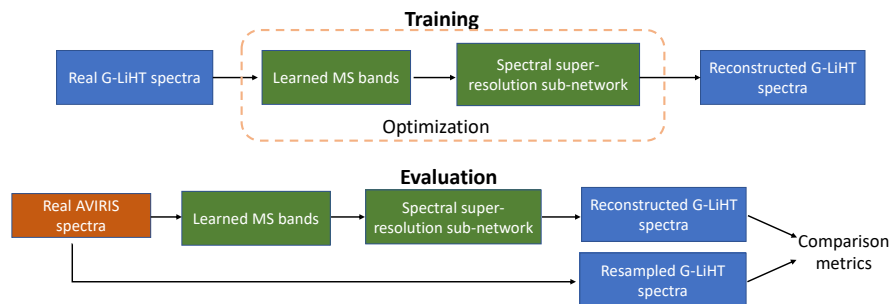 Training
Real G-LiHT spectra
Learned MS bands
Spectral super-
resolution sub-network
Reconstructed G-LiHT
spectra
Optimization
Evaluation
Real AVIRIS
spectra
Learned MS bands
Spectral super-
resolution sub-network
Reconstructed G-LiHT
spectra
Resampled G-LiHT
spectra
Comparison
metrics